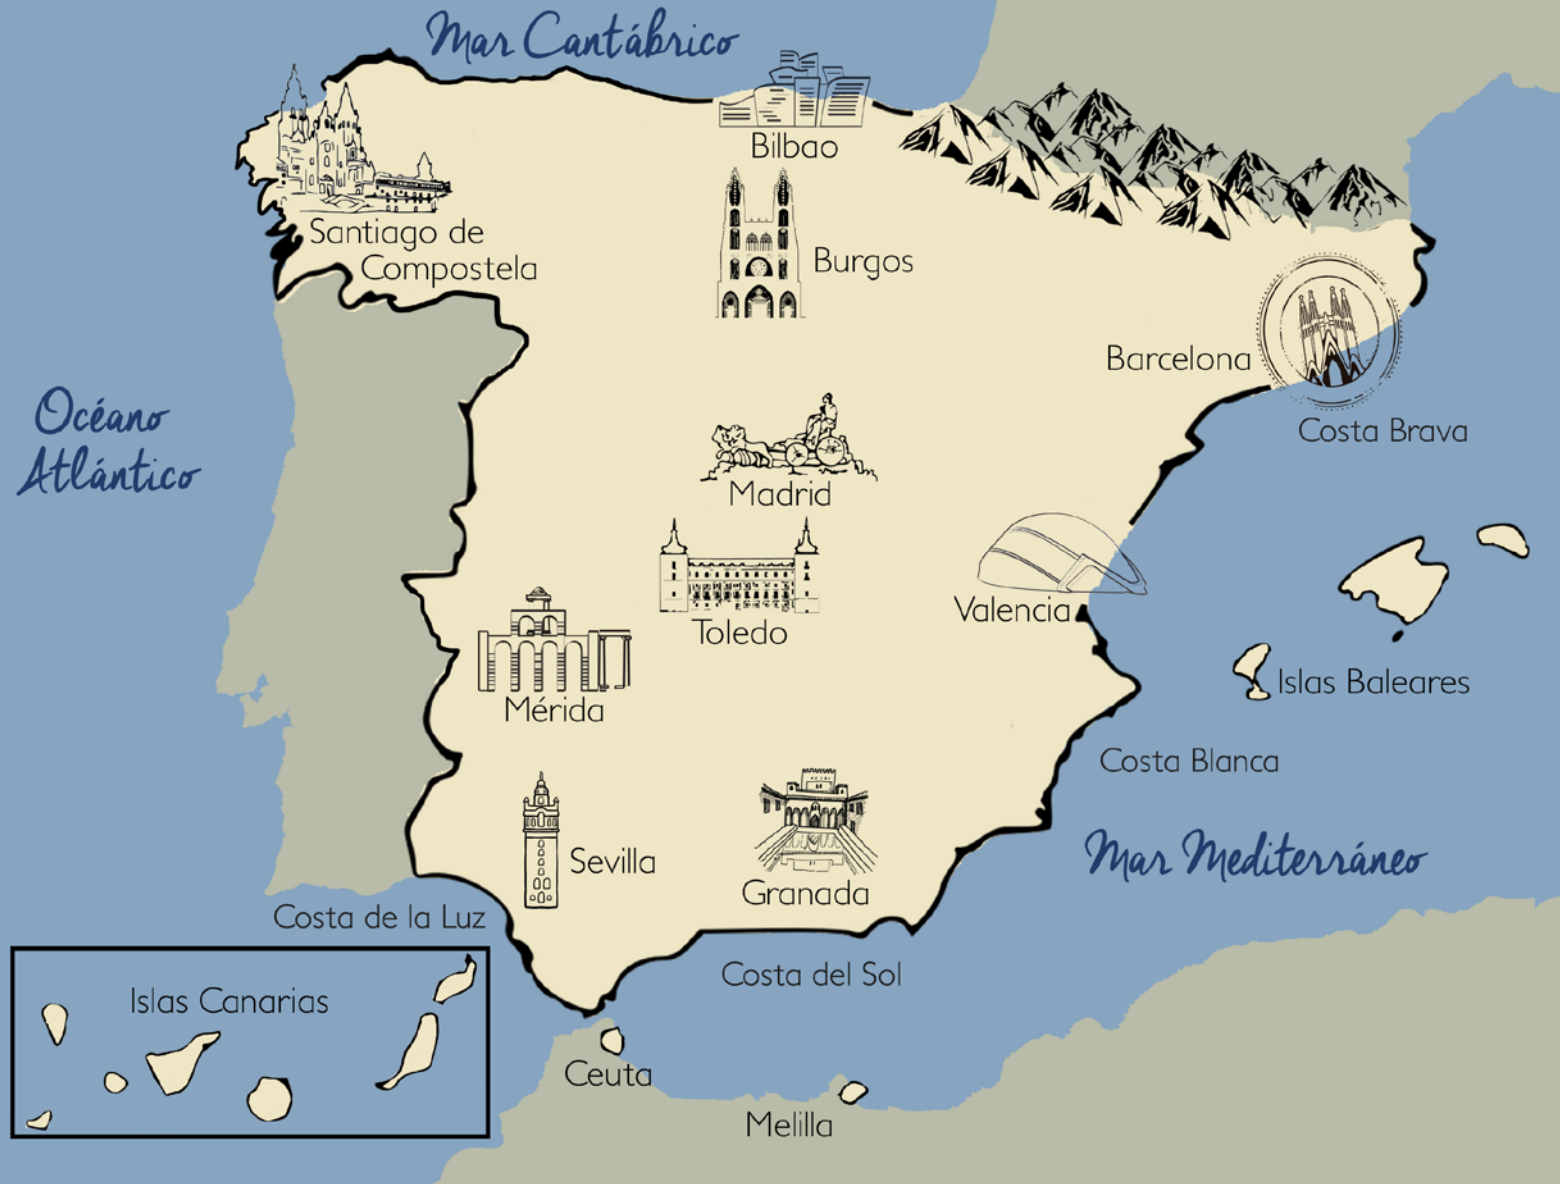 Mar Cantábrico
Bilbao
Santiago de
Compostela
Burgos
Barcelona
Océano
Atlántico
Costa Brava
Madrid
Valencia
Toledo
Islas Baleares
Mérida
Costa Blanca
Mar Mediterráneo
Sevilla
Granada
Costa de la Luz
Costa del Sol
Islas Canarias
Ceuta
Melilla